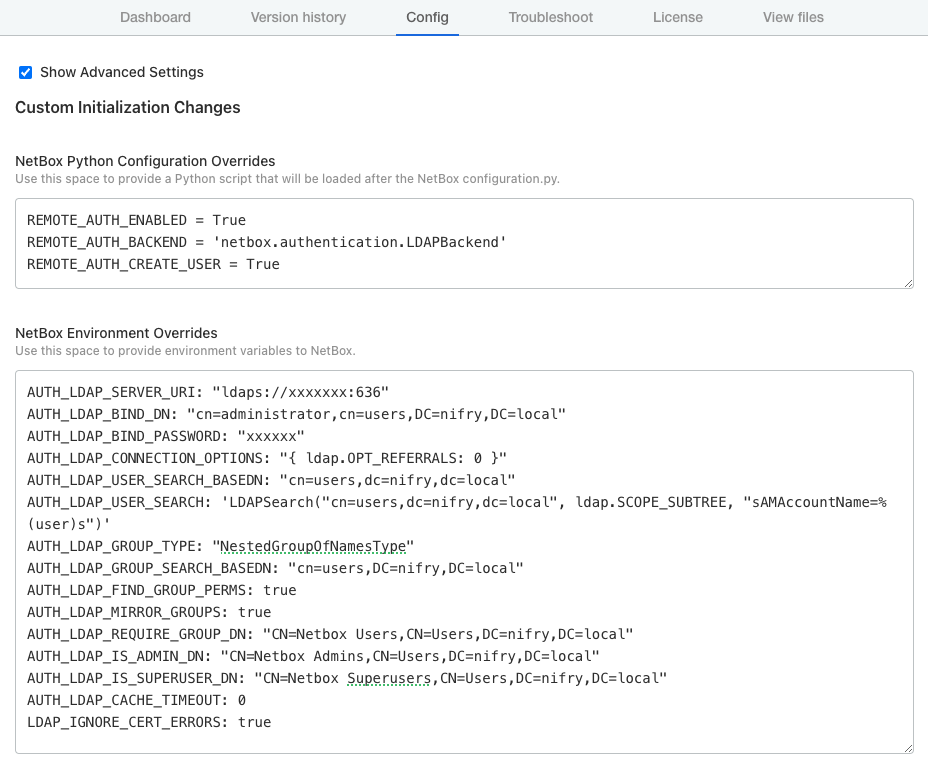 Dashboard Version history Config Troubleshoot License View files
Show Advanced Settings
Custom Initialization Changes
NetBox Python Configuration Overrides
Use this space to provide a Python script that will be loaded after the NetBox configuration.py.
REMOTE_AUTH_ENABLED = True
REMOTE_AUTH_BACKEND = 'netbox.authentication.LDAPBackend'
REMOTE_AUTH_CREATE_USER = True
NetBox Environment Overrides
Use this space to provide environment variables to NetBox.
AUTH_LDAP_SERVER_URI: "ldaps://xxxxxxx:636"
AUTH_LDAP_BIND_DN: "cn=administrator,cn=users,DC=nifry,DC=local"
AUTH_LDAP_BIND_PASSWORD: "xxxxxx"
AUTH_LDAP_CONNECTION_OPTIONS: "{ ldap.OPT_REFERRALS: 0 }"
AUTH_LDAP_USER_SEARCH_BASEDN: "cn=users,dc=nifry,dc=local"
AUTH_LDAP_USER_SEARCH: 'LDAPSearch("cn=users,dc=nifry,dc=local", ldap.SCOPE_SUBTREE, "sAMAccountName=%
(user)s")'
AUTH_LDAP_GROUP_TYPE: "NestedGroupOfNamesType"
AUTH_LDAP_GROUP_SEARCH_BASEDN: "cn=users,DC=nifry,DC=local"
AUTH_LDAP_FIND_GROUP_PERMS: true
AUTH_LDAP_MIRROR_GROUPS: true
AUTH_LDAP_REQUIRE_GROUP_DN: "CN=Netbox Users,CN=Users,DC=nifry,DC=local"
AUTH_LDAP_IS_ADMIN_DN: "CN=Netbox Admins,CN=Users,DC=nifry,DC=local"
AUTH_LDAP_IS_SUPERUSER_DN: "CN=Netbox Superusers,CN=Users,DC=nifry,DC=local"
AUTH_LDAP_CACHE_TIMEOUT: 0
LDAP_IGNORE_CERT_ERRORS: true